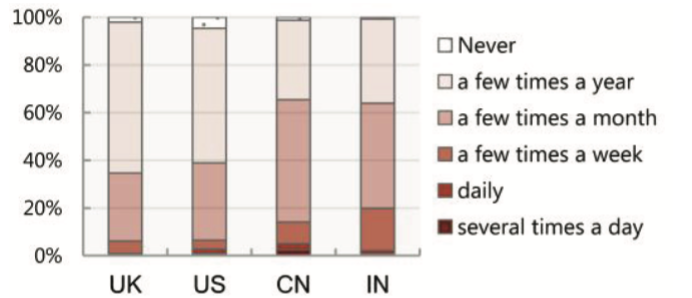 100%
80%
60%
40%
20%
0%
UK US CN IN
Never
a few times a year
a few times a month
a few times a week
daily
several times a day